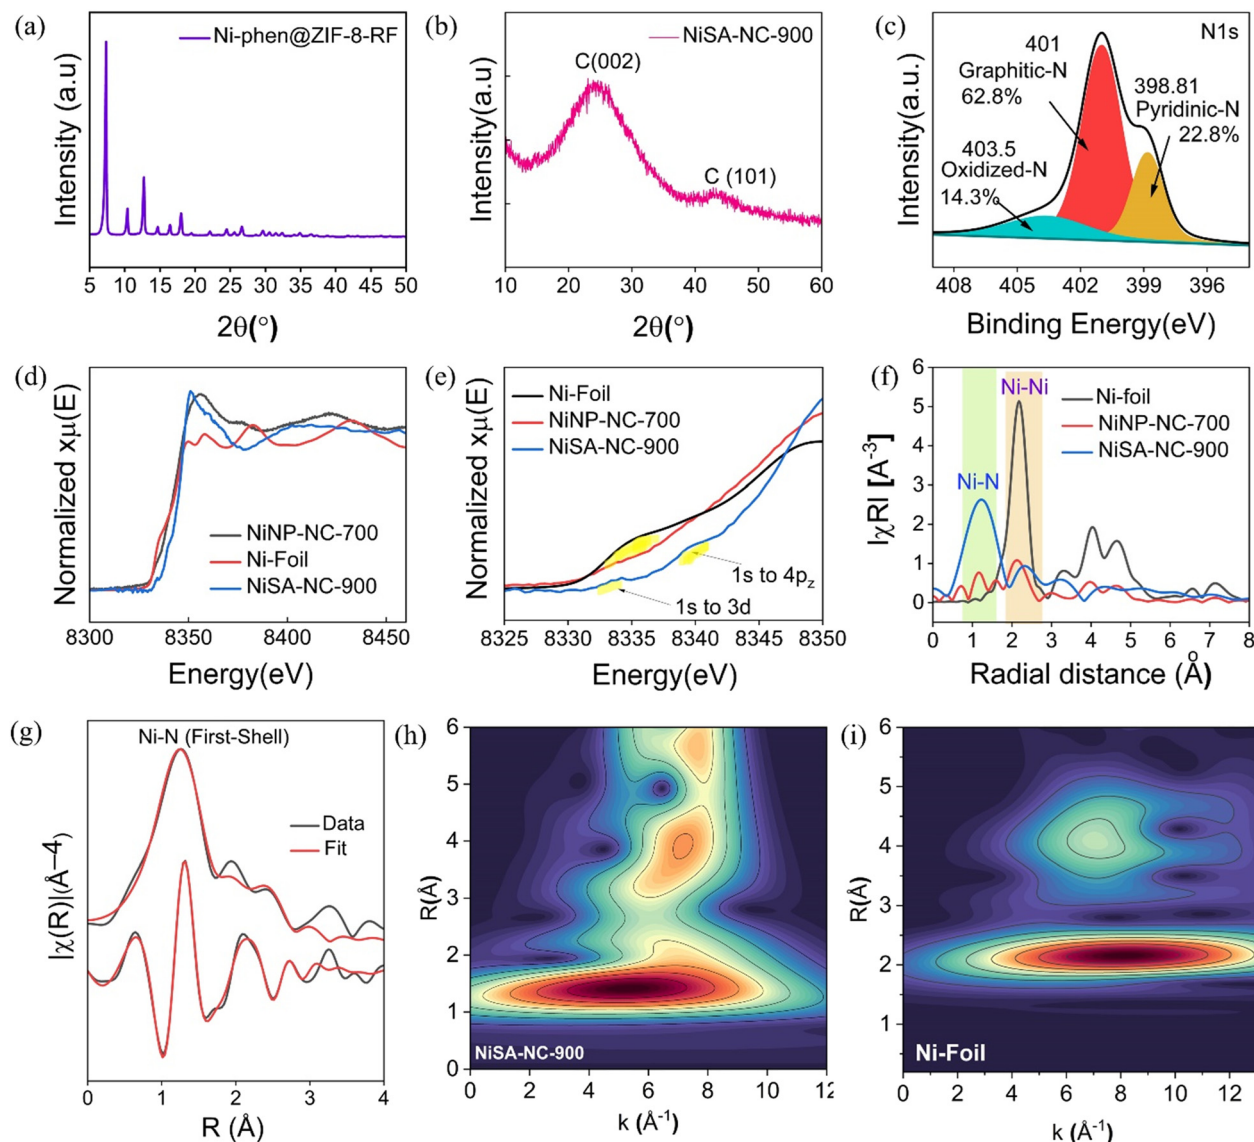 (a)
Ni-phen@ZIF-8-RF
Intensity (a.u)
5 10 15 20 25 30 35 40 45 50
2θ(°)
(b)
NiSA-NC-900
C(002)
C (101)
Intensity(a.u)
10 20 30 40 50 60
2θ(°)
(c)
N1s
401
Graphitic-N
62.8%
398.81
Pyridinic-N
22.8%
403.5
Oxidized-N
14.3%
Intensity(a.u.)
408 405 402 399 396
Binding Energy(eV)
(d)
Normalized xμ(E)
NiNP-NC-700
Ni-Foil
NiSA-NC-900
8300 8350 8400 8450
Energy(eV)
(e)
Normalized xμ(E)
Ni-Foil
NiNP-NC-700
NiSA-NC-900
1s to 4pz
1s to 3d
8325 8330 8335 8340 8345 8350
Energy(eV)
(f)
Ni-Ni
Ni-foil
NiNP-NC-700
NiSA-NC-900
Ni-N
IχRI [A⁻³]
6
5
4
3
2
1
0
0 1 2 3 4 5 6 7 8
Radial distance (Å)
(g)
Ni-N (First-Shell)
Data
Fit
|χ(R)|(Å–4)
0 1 2 3 4
R (Å)
(h)
R(Å)
6
5
4
3
2
1
0
NiSA-NC-900
0 2 4 6 8 10 12
k (Å⁻¹)
(i)
R(Å)
6
5
4
3
2
1
Ni-Foil
0 2 4 6 8 10 12
k (Å⁻¹)